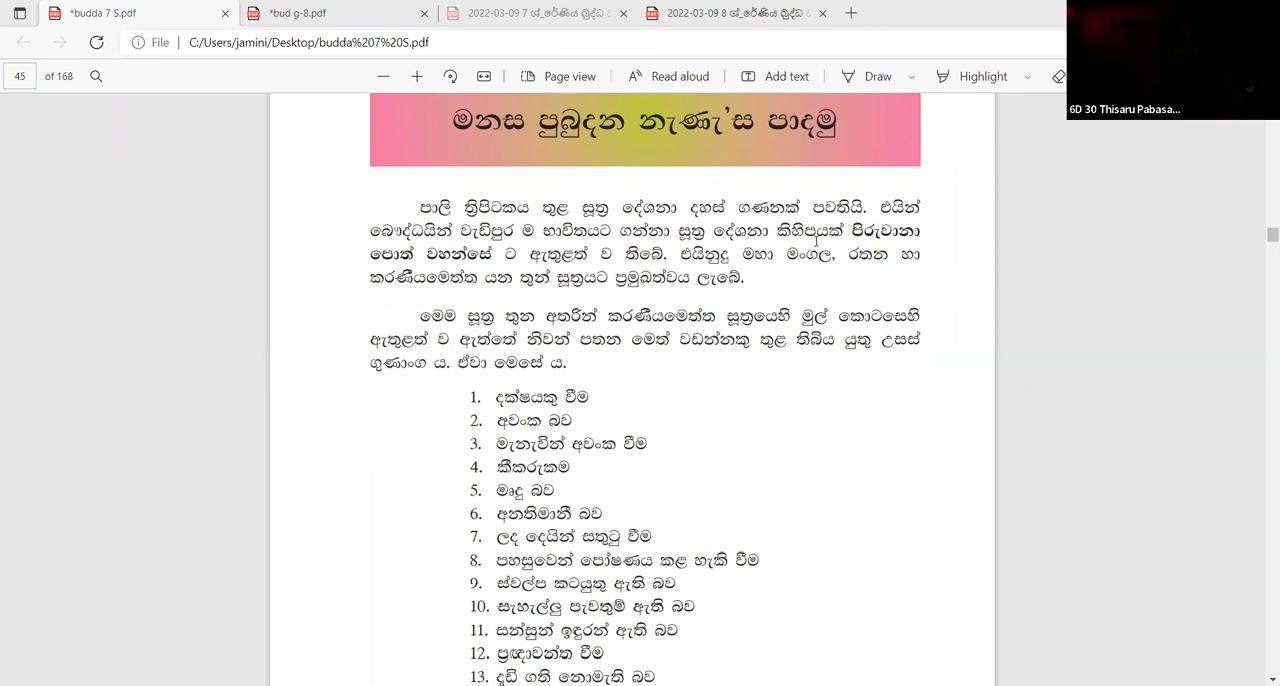 *budda 7 S.pdf
*bud g-8.pdf
2022-03-09 7 ශ්‍රේණිය බුද්ධ ධ
2022-03-09 8 ශ්‍රේණිය බුද්ධ ධ
File C:/Users/jamini/Desktop/budda%207%20S.pdf
45 of 168 Page view Read aloud Add text Draw Highlight
6D 30 Thisaru Pabasa...
මනස පුබුදන නැණැ'ස පාදමු
පාලි ත්‍රිපිටකය තුළ සූත්‍ර දේශනා දහස් ගණනක් පවතියි. එයින්
බෞද්ධයින් වැඩිපුර ම භාවිතයට ගන්නා සූත්‍ර දේශනා කිහිපයක් පිරුවානා
පොත් වහන්සේ ට ඇතුළත් ව තිබේ. එයිනුදු මහා මංගල, රතන හා
කරණීයමෙත්ත යන තුන් සූත්‍රයට ප්‍රමුඛත්වය ලැබේ.
මෙම සූත්‍ර තුන අතරින් කරණීයමෙත්ත සූත්‍රයෙහි මුල් කොටසෙහි
ඇතුළත් ව ඇත්තේ නිවන් පතන මෙත් වඩන්නකු තුළ තිබිය යුතු උසස්
ගුණාංග ය. ඒවා මෙසේ ය.
1. දක්ෂයකු වීම
2. අවංක බව
3. මැනැවින් අවංක වීම
4. කීකරුකම
5. මෘදු බව
6. අනතිමානී බව
7. ලද දෙයින් සතුටු වීම
8. පහසුවෙන් පෝෂණය කළ හැකි වීම
9. ස්වල්ප කටයුතු ඇති බව
10. සැහැල්ලු පැවතුම් ඇති බව
11. සන්සුන් ඉඳුරන් ඇති බව
12. ප්‍රඥාවන්ත වීම
13. දැඩි ගති නොමැති බව